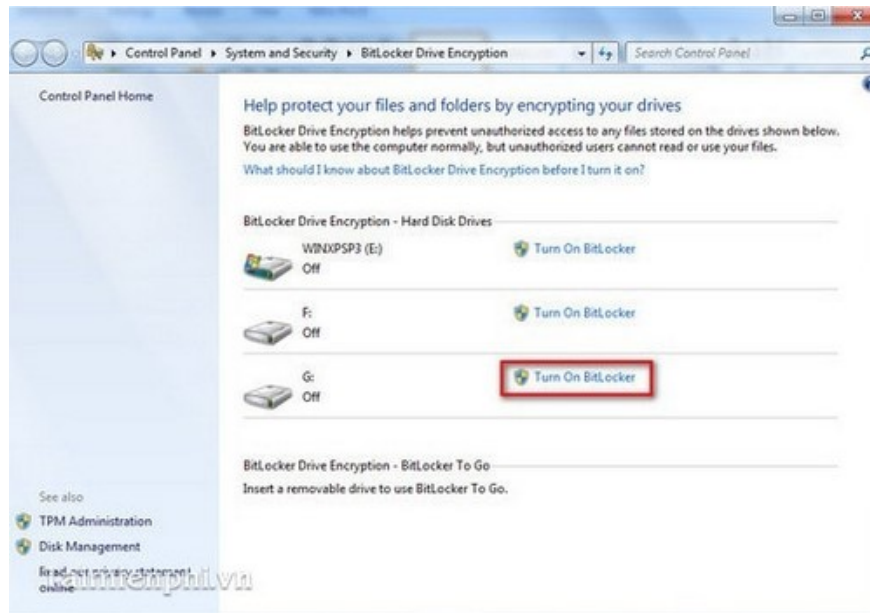 Control Panel ▸ System and Security ▸ BitLocker Drive Encryption
Search Control Panel
Control Panel Home
Help protect your files and folders by encrypting your drives
BitLocker Drive Encryption helps prevent unauthorized access to any files stored on the drives shown below.
You are able to use the computer normally, but unauthorized users cannot read or use your files.
What should I know about BitLocker Drive Encryption before I turn it on?
BitLocker Drive Encryption - Hard Disk Drives
WINXPSP3 (E:)
Off
Turn On BitLocker
F:
Off
Turn On BitLocker
G:
Off
Turn On BitLocker
BitLocker Drive Encryption - BitLocker To Go
Insert a removable drive to use BitLocker To Go.
See also
TPM Administration
Disk Management
Read our privacy statement
online
Taimienphi.vn